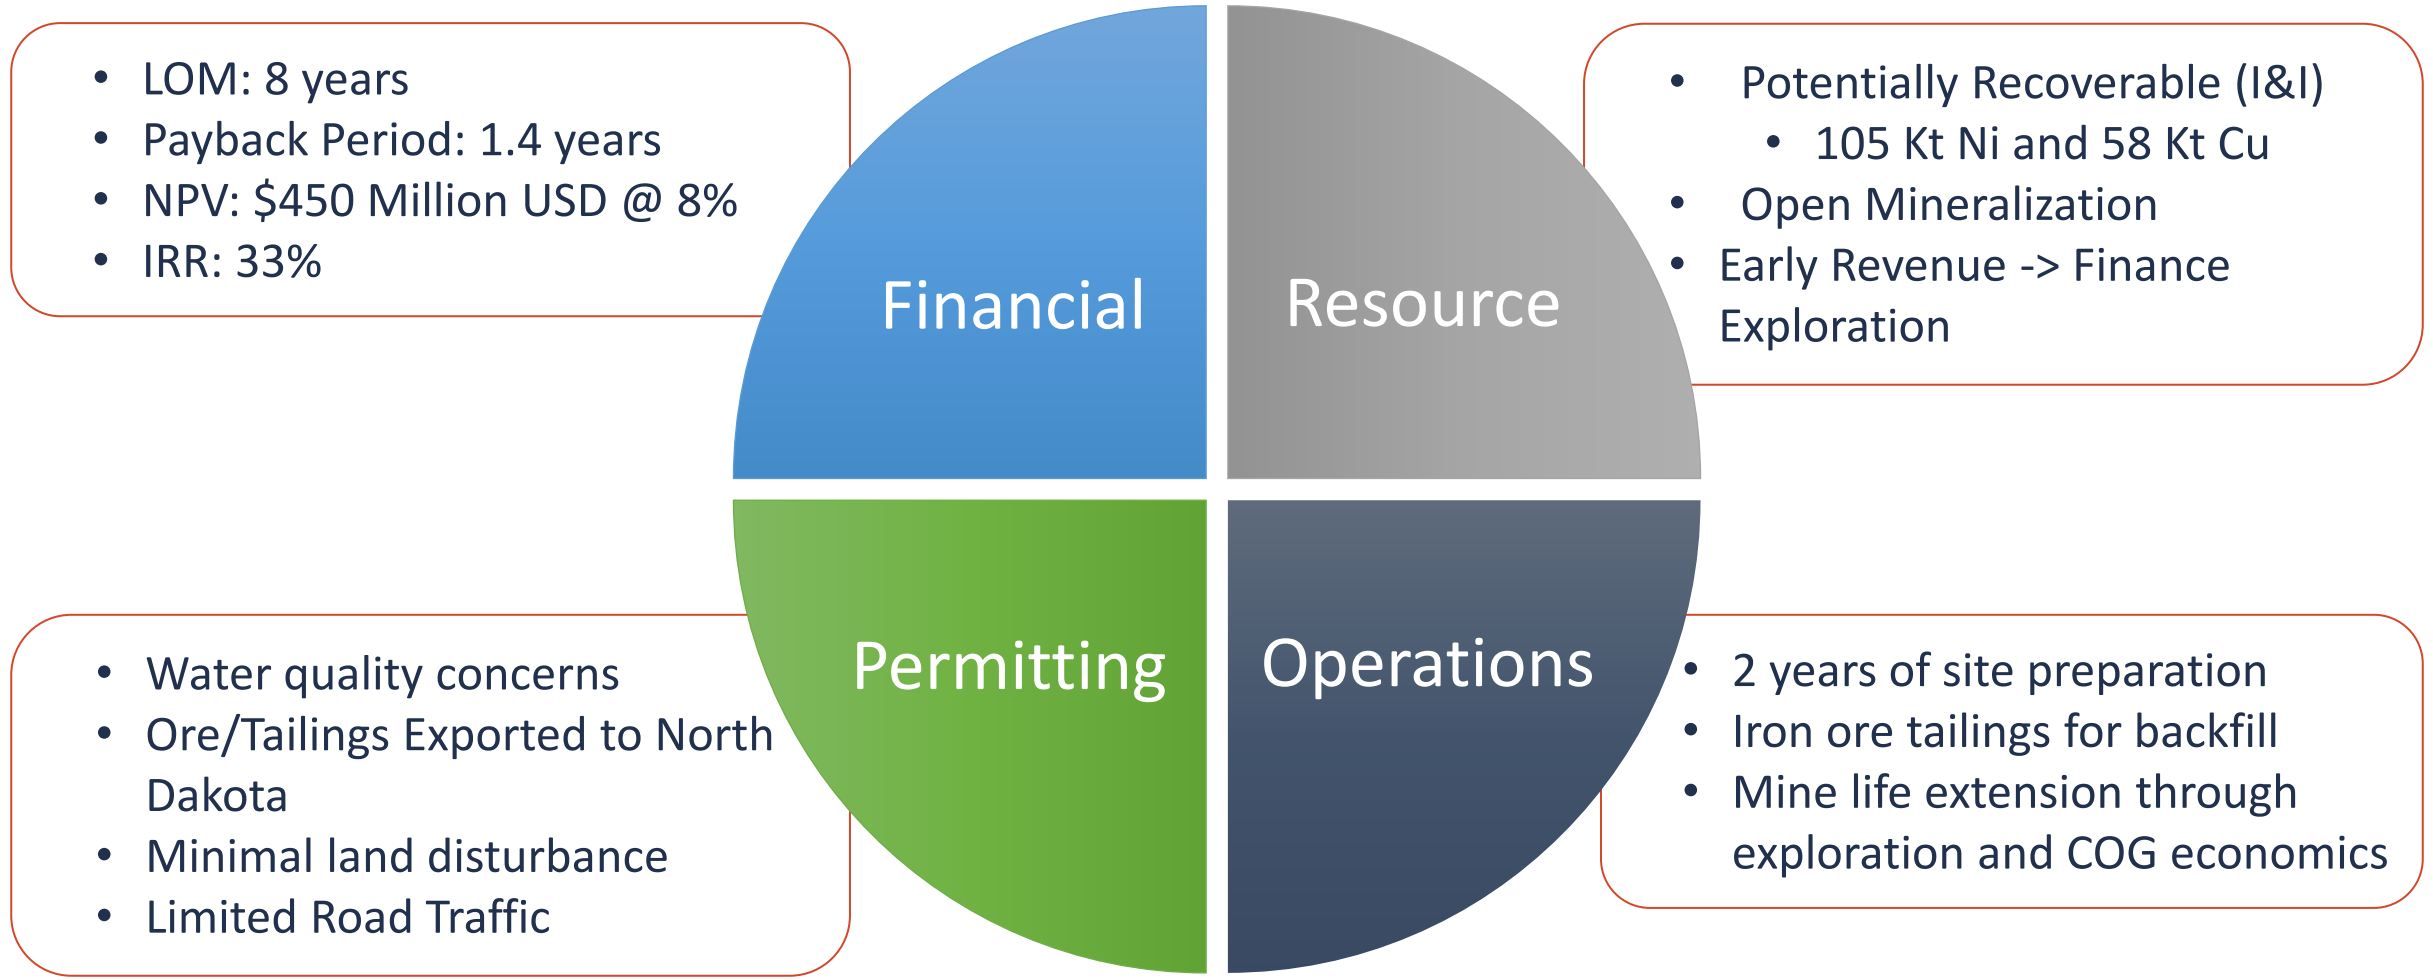 • LOM: 8 years
• Payback Period: 1.4 years
• NPV: $450 Million USD @ 8%
• IRR: 33%
Financial
Resource
• Potentially Recoverable (I&I)
• 105 Kt Ni and 58 Kt Cu
• Open Mineralization
• Early Revenue -> Finance
Exploration
• Water quality concerns
• Ore/Tailings Exported to North
Dakota
• Minimal land disturbance
• Limited Road Traffic
Permitting
Operations
• 2 years of site preparation
• Iron ore tailings for backfill
• Mine life extension through
exploration and COG economics